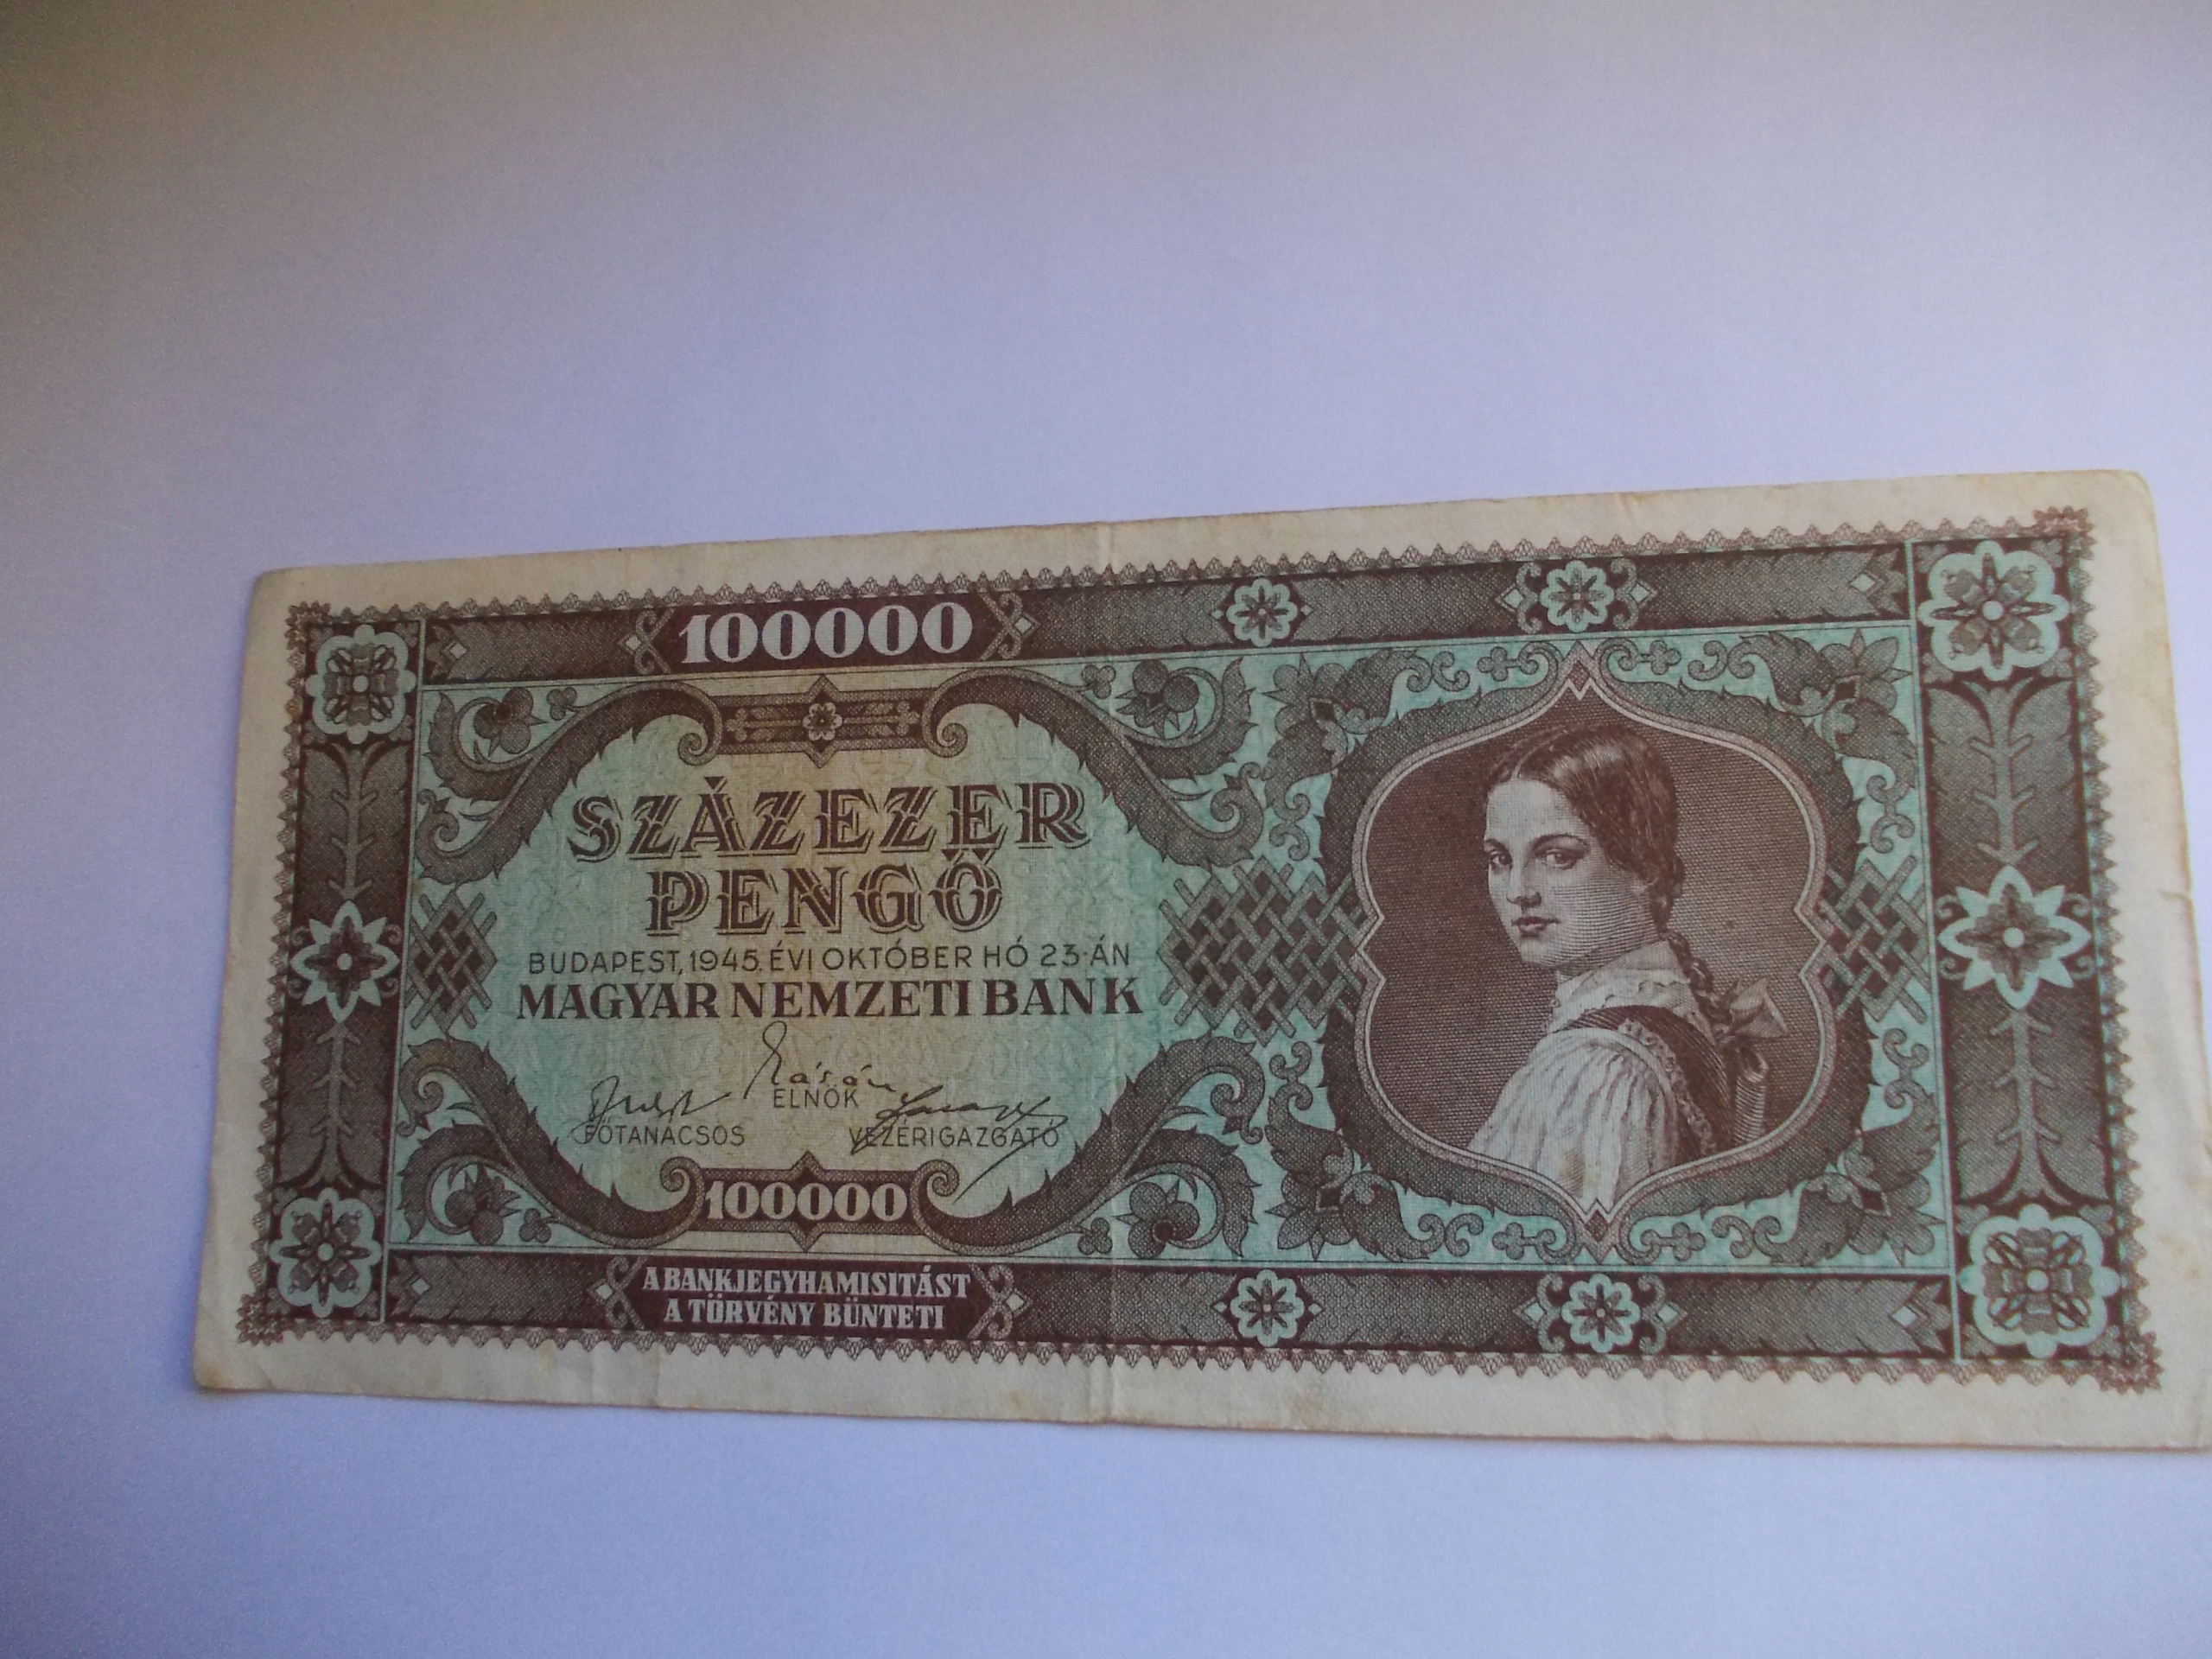 100000
SZÁZEZER
PENGŐ
BUDAPEST, 1945. ÉVI OKTÓBER HÓ 23-ÁN
MAGYAR NEMZETI BANK
ELNÖK
FŐTANÁCSOS VEZÉRIGAZGATÓ
100000
A BANKJEGYHAMISITÁST
A TÖRVÉNY BÜNTETI